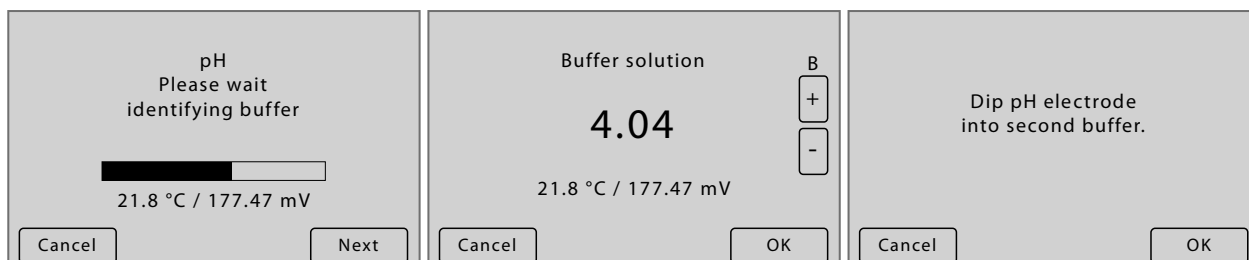 pH
Please wait
identifying buffer
21.8 °C / 177.47 mV
Cancel
Next
Buffer solution
B
+
4.04
-
21.8 °C / 177.47 mV
Cancel
OK
Dip pH electrode
into second buffer.
Cancel
OK